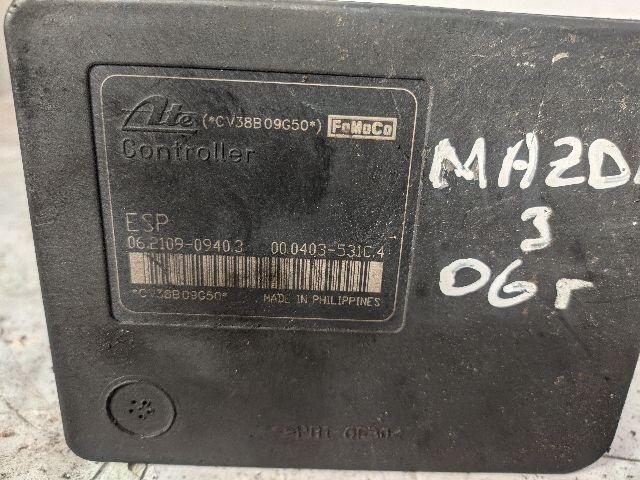 Ate (*CV38B09G50*) FoMoCo
Controller
ESP
06.2109-0940.3 00.0403-531C.4
*CV38B09G50* MADE IN PHILIPPINES
MAZDA
3
06г